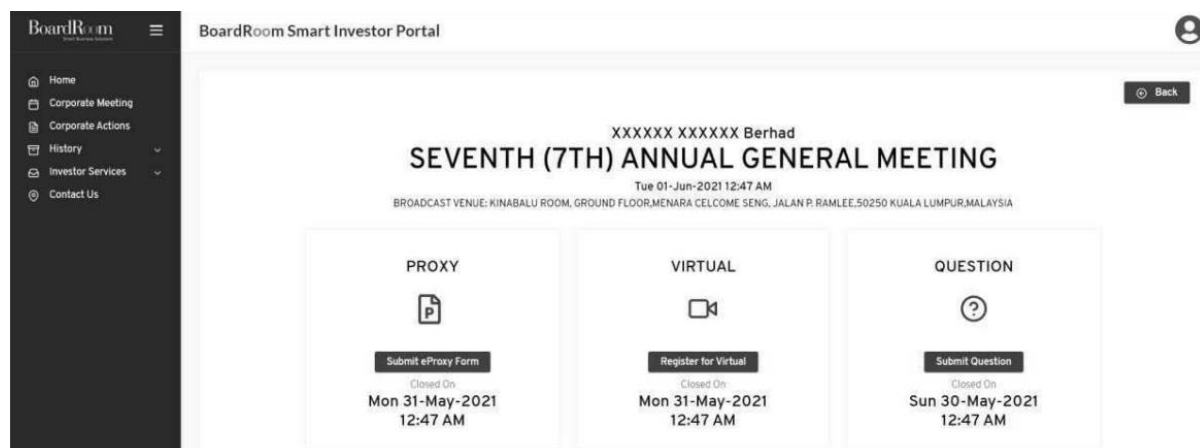 BoardRoom
Smart Business Solutions
BoardRoom Smart Investor Portal
Home
Corporate Meeting
Corporate Actions
History
Investor Services
Contact Us
Back
XXXXXX XXXXXX Berhad
SEVENTH (7TH) ANNUAL GENERAL MEETING
Tue 01-Jun-2021 12:47 AM
BROADCAST VENUE: KINABALU ROOM, GROUND FLOOR,MENARA CELCOME SENG, JALAN P. RAMLEE,50250 KUALA LUMPUR,MALAYSIA
PROXY
P
Submit eProxy Form
Closed On
Mon 31-May-2021
12:47 AM
VIRTUAL
Register for Virtual
Closed On
Mon 31-May-2021
12:47 AM
QUESTION
?
Submit Question
Closed On
Sun 30-May-2021
12:47 AM